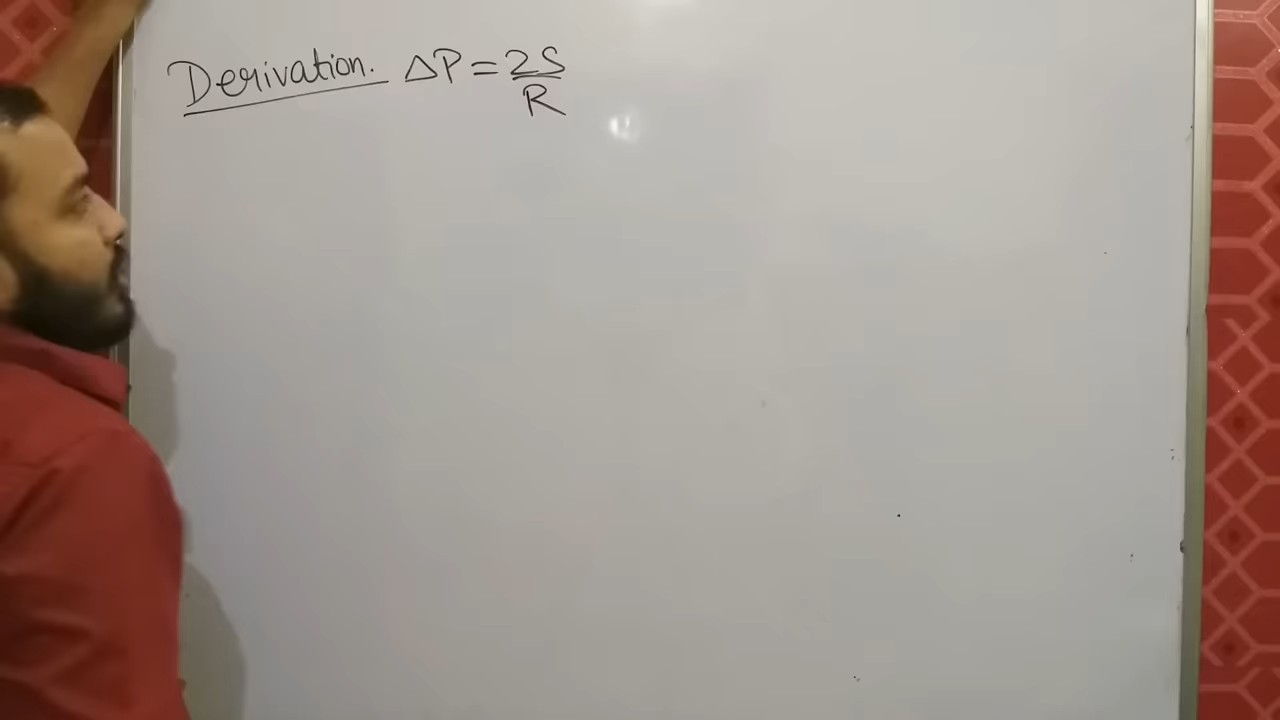 Derivation. ΔP = 2S/R